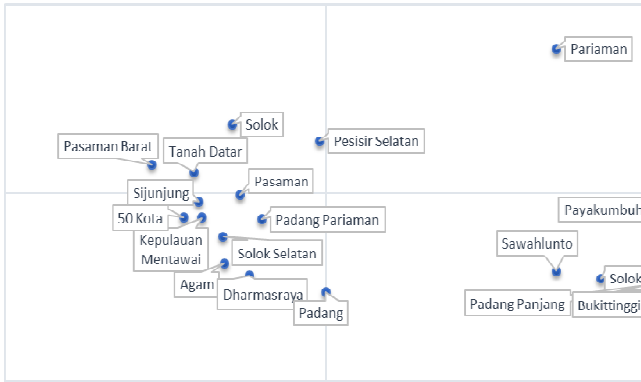 Pariaman
Solok
Pesisir Selatan
Pasaman Barat
Tanah Datar
Pasaman
Sijunjung
50 Kota
Padang Pariaman
Payakumbuh
Kepulauan
Mentawai
Solok Selatan
Sawahlunto
Agam
Solok
Dharmasraya
Padang Panjang
Bukittinggi
Padang